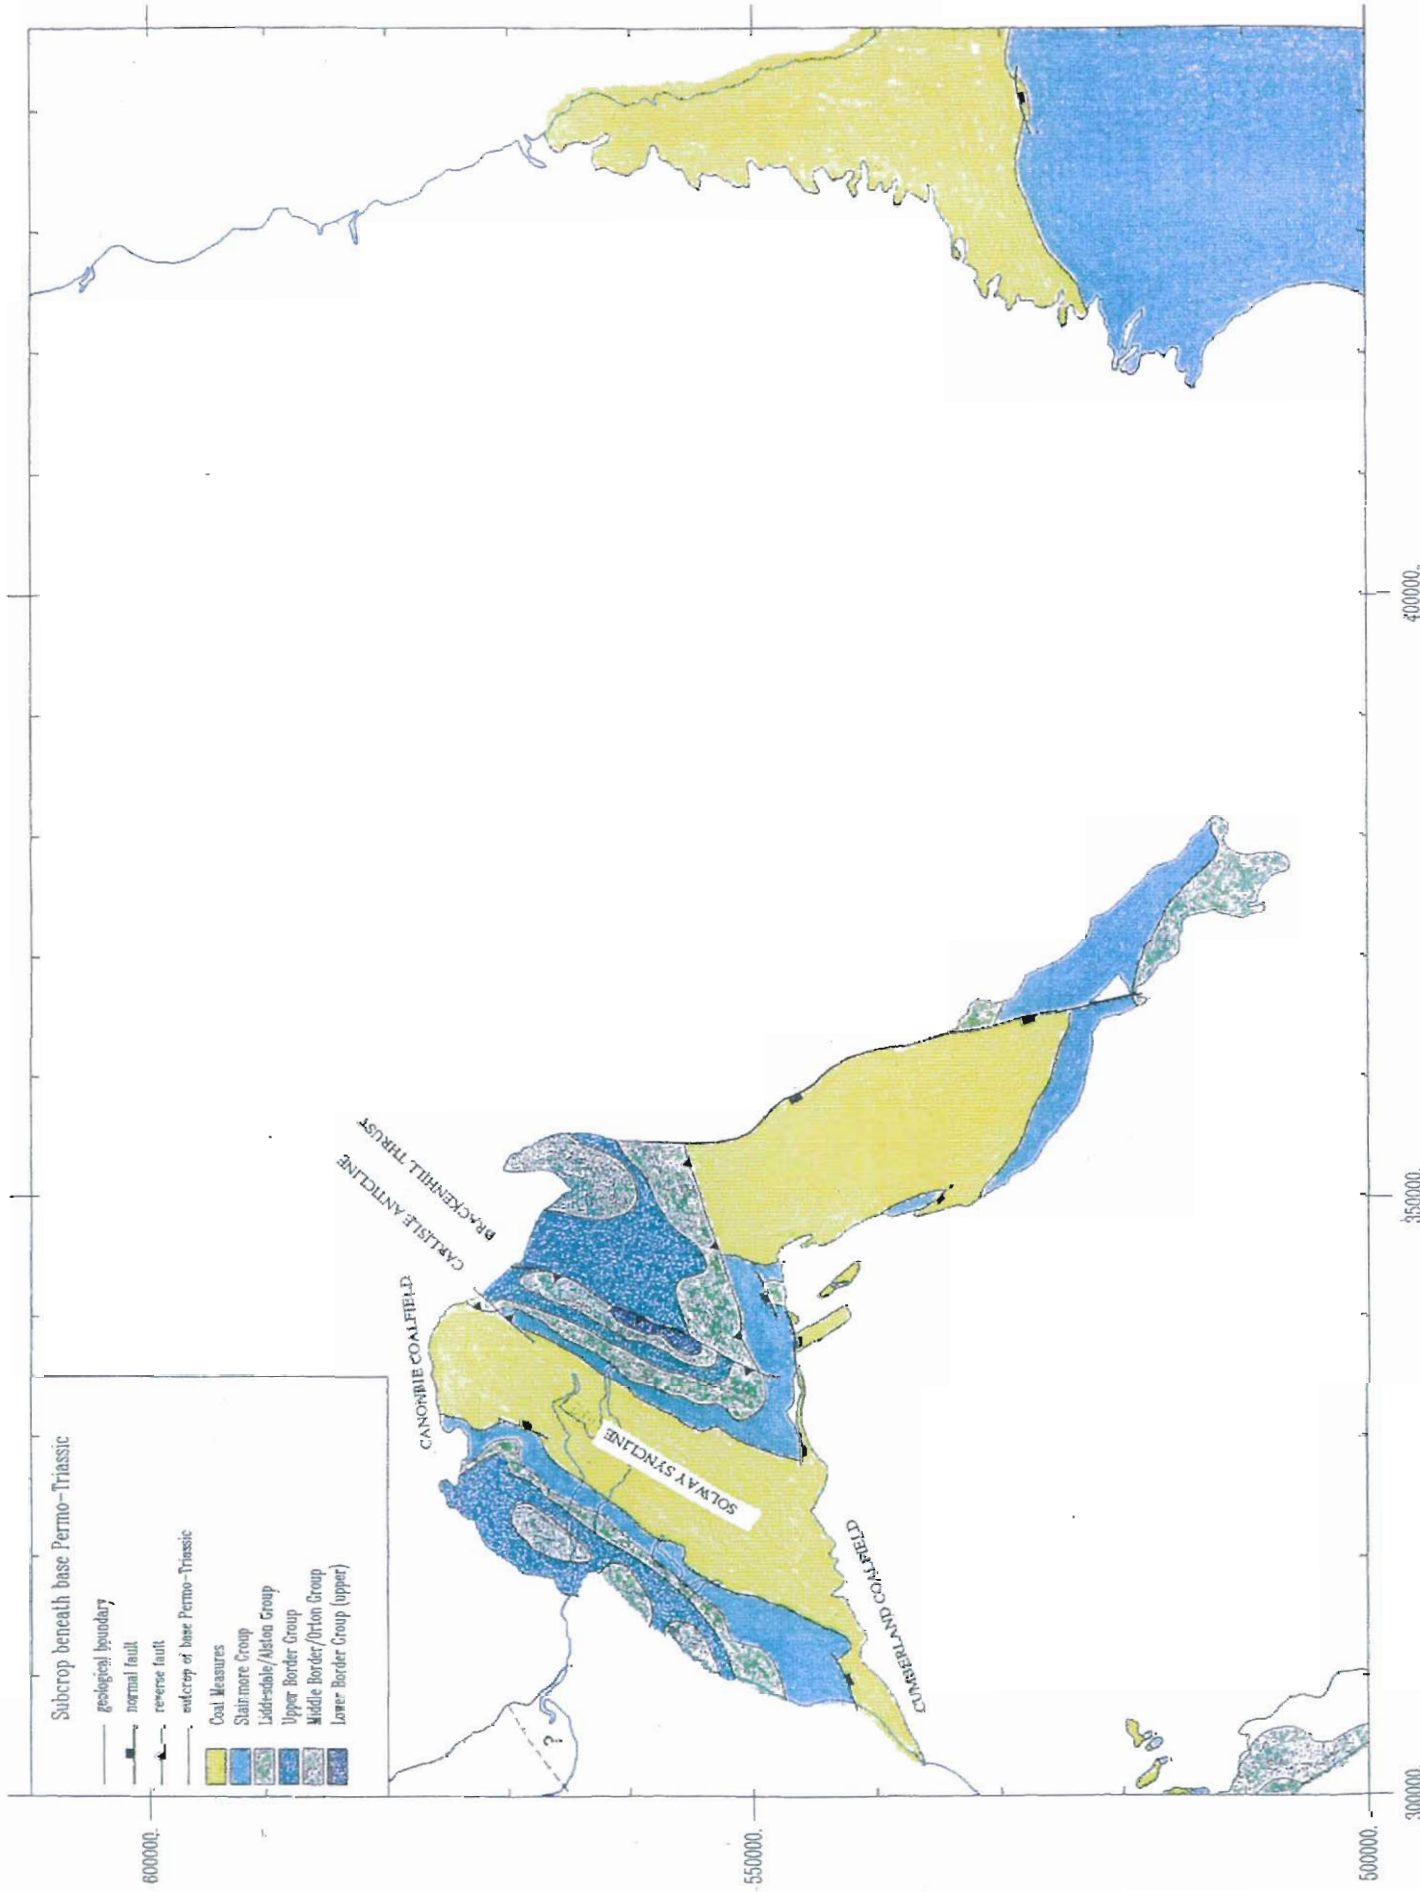 Subcrop beneath base Permo-Triassic
geological boundary
normal fault
reverse fault
outcrop of base Permo-Triassic
Coal Measures
Stainmore Group
Liddesdale/Alston Group
Upper Border Group
Middle Border/Orton Group
Lower Border Group (upper)
CANONBIE COALFIELD
CARLISLE ANTICLINE
BRACKENHILL THRUST
SOLWAY SYNCLINE
CUMBERLAND COALFIELD
?
600000.
550000.
500000.
300000.
350000.
400000.